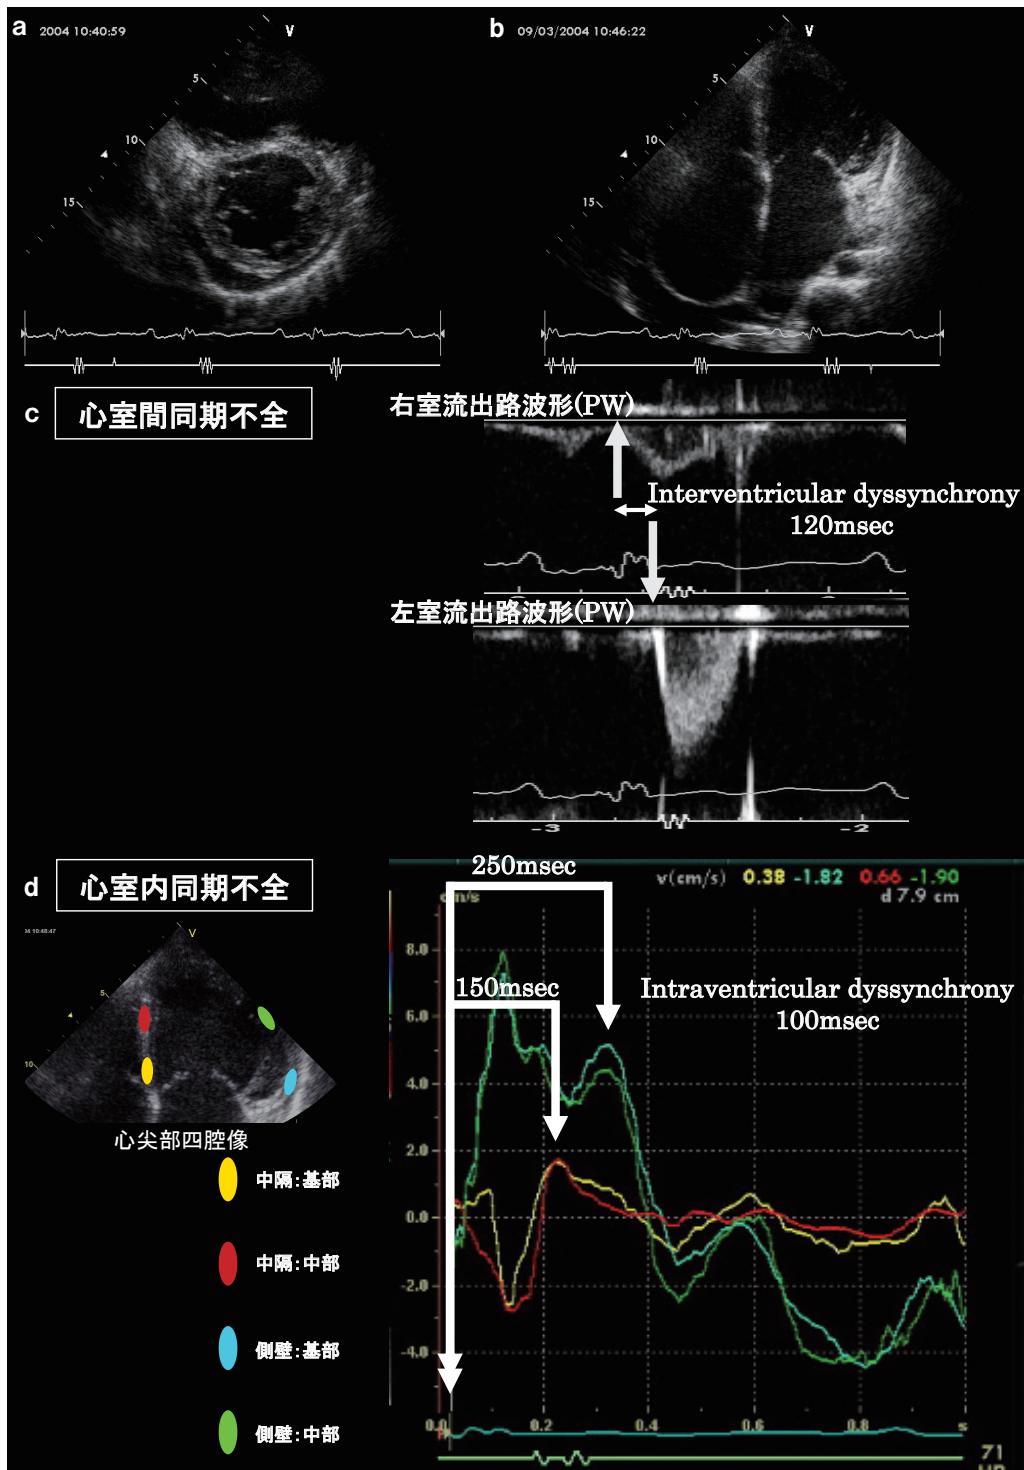 a
2004 10:40:59
V
5
10
15
b
09/03/2004 10:46:22
V
5
10
15
c
心室間同期不全
右室流出路波形(PW)
Interventricular dyssynchrony
120msec
左室流出路波形(PW)
-3
-2
d
心室内同期不全
V
5
10
心尖部四腔像
中隔:基部
中隔:中部
側壁:基部
側壁:中部
250msec
v(cm/s) 0.38 -1.82 0.66 -1.90
d 7.9 cm
cm/s
150msec
Intraventricular dyssynchrony
100msec
8.0
6.0
4.0
2.0
0.0
-2.0
-4.0
0.0 0.2 0.4 0.6 0.8 s
71
HR